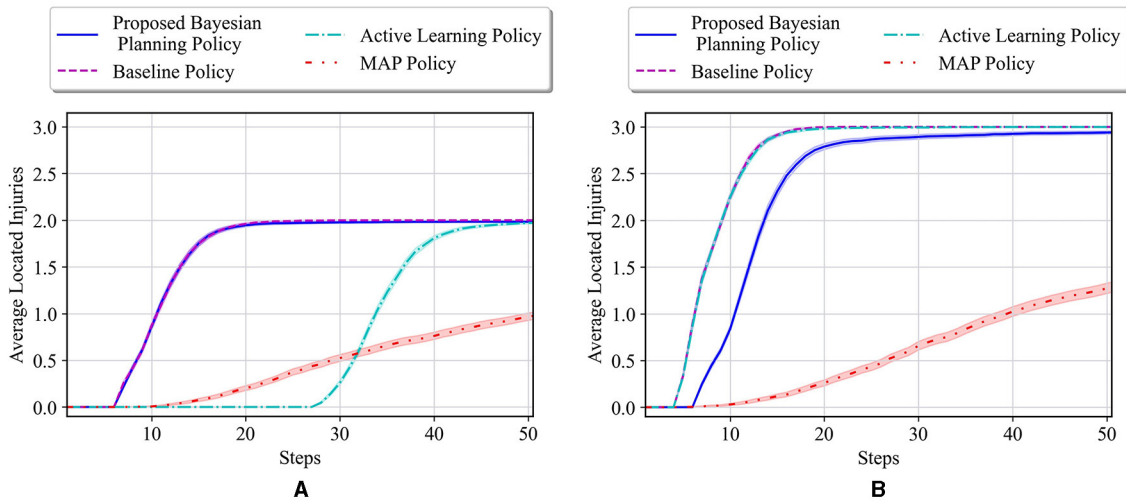 Proposed Bayesian
Planning Policy
Baseline Policy
Active Learning Policy
MAP Policy
3.0
2.5
2.0
1.5
1.0
0.5
0.0
Average Located Injuries
10
20
30
40
50
Steps
A
Proposed Bayesian
Planning Policy
Baseline Policy
Active Learning Policy
MAP Policy
3.0
2.5
2.0
1.5
1.0
0.5
0.0
Average Located Injuries
10
20
30
40
50
Steps
B